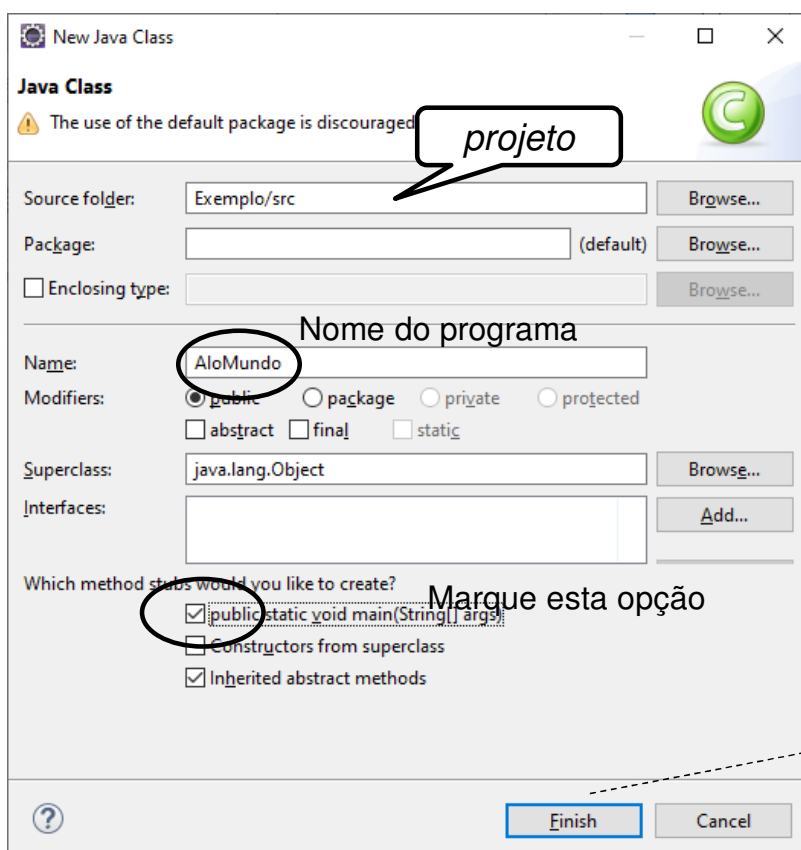 New Java Class
Java Class
The use of the default package is discouraged
projeto
Source folder: Exemplo/src Browse...
Package: (default) Browse...
Enclosing type: Browse...
Nome do programa
Name: AloMundo
Modifiers: public package private protected
abstract final static
Superclass: java.lang.Object Browse...
Interfaces: Add...
Which method stubs would you like to create?
Marque esta opção
public static void main(String[] args)
Constructors from superclass
Inherited abstract methods
? Finish Cancel